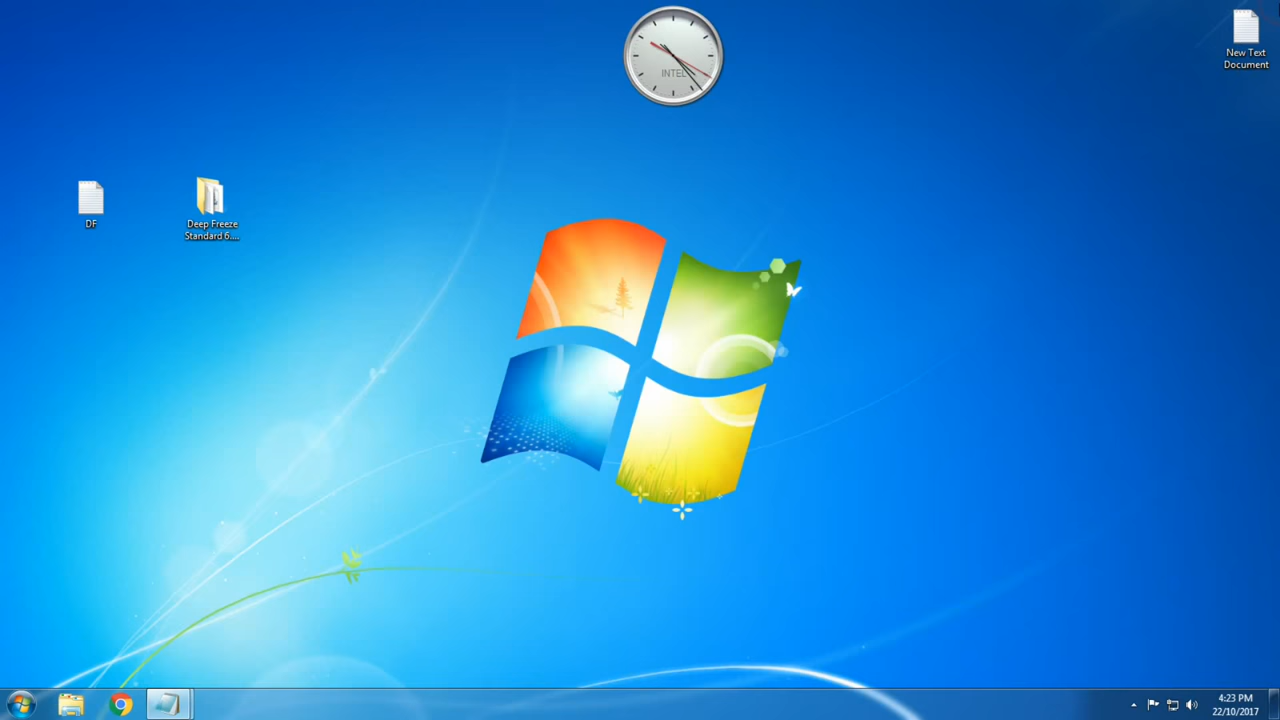 INTEL
New Text
Document
DF
Deep Freeze
Standard 6....
4:23 PM
22/10/2017